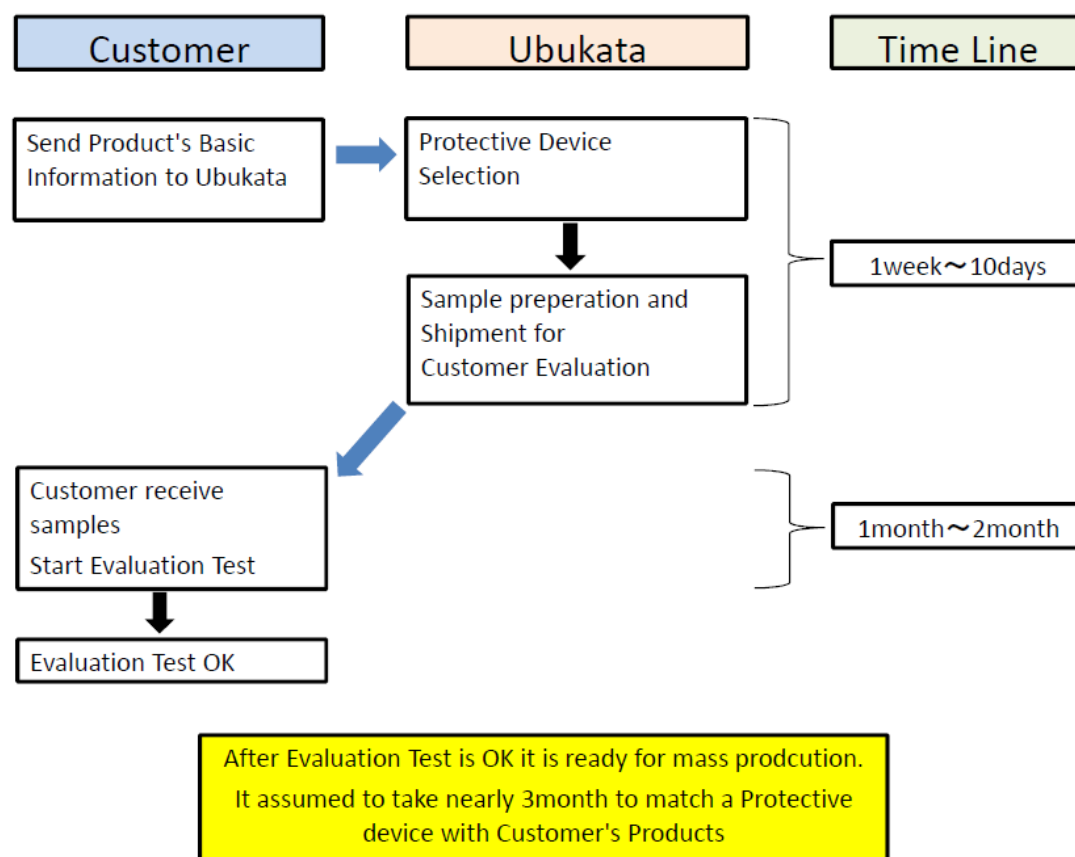 Customer
Ubukata
Time Line
Send Product's Basic
Information to Ubukata
Protective Device
Selection
1week～10days
Sample preperation and
Shipment for
Customer Evaluation
Customer receive
samples
Start Evaluation Test
1month～2month
Evaluation Test OK
After Evaluation Test is OK it is ready for mass prodcution.
It assumed to take nearly 3month to match a Protective
device with Customer's Products